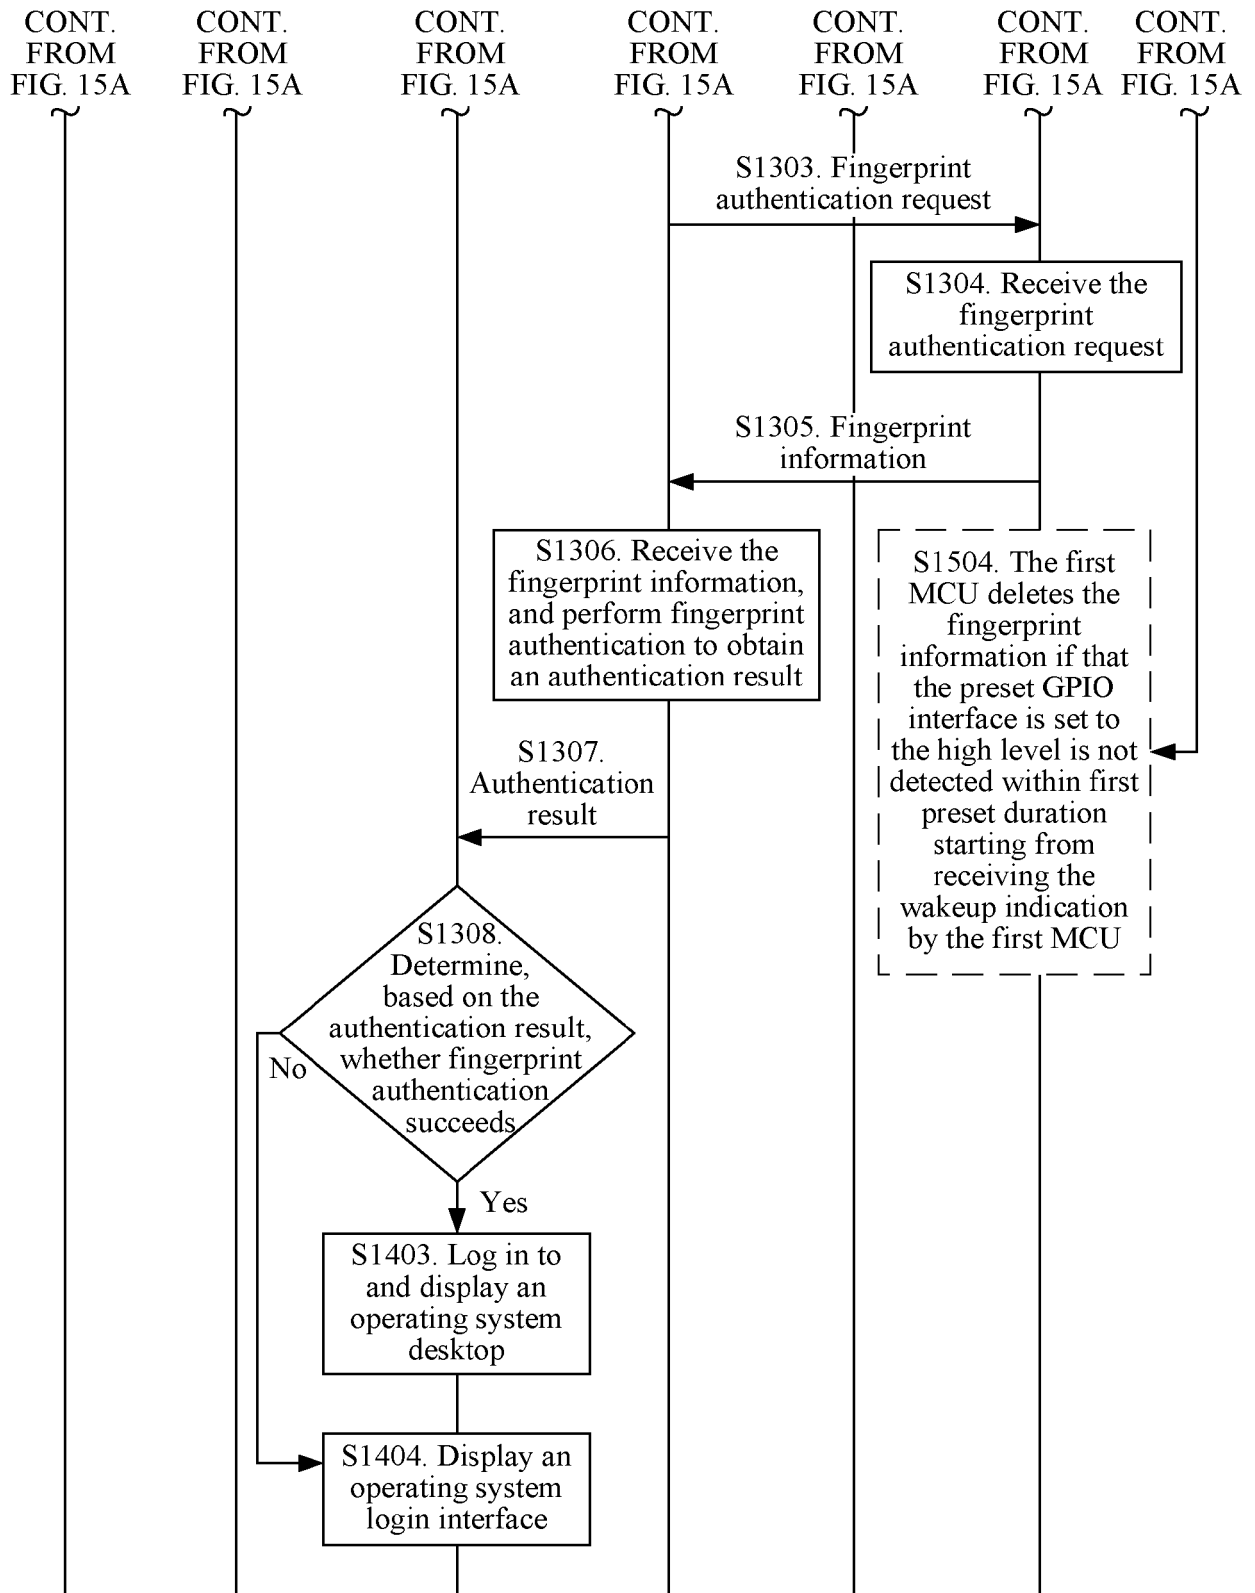 CONT.
FROM
FIG. 15A
CONT.
FROM
FIG. 15A
CONT.
FROM
FIG. 15A
CONT.
FROM
FIG. 15A
CONT.
FROM
FIG. 15A
CONT.
FROM
FIG. 15A
CONT.
FROM
FIG. 15A
S1303. Fingerprint
authentication request
S1304. Receive the
fingerprint
authentication request
S1305. Fingerprint
information
S1306. Receive the
fingerprint information,
and perform fingerprint
authentication to obtain
an authentication result
S1504. The first
MCU deletes the
fingerprint
information if that
the preset GPIO
interface is set to
the high level is not
detected within first
preset duration
starting from
receiving the
wakeup indication
by the first MCU
S1307.
Authentication
result
S1308.
Determine,
based on the
authentication result,
whether fingerprint
authentication
succeeds
No
Yes
S1403. Log in to
and display an
operating system
desktop
S1404. Display an
operating system
login interface